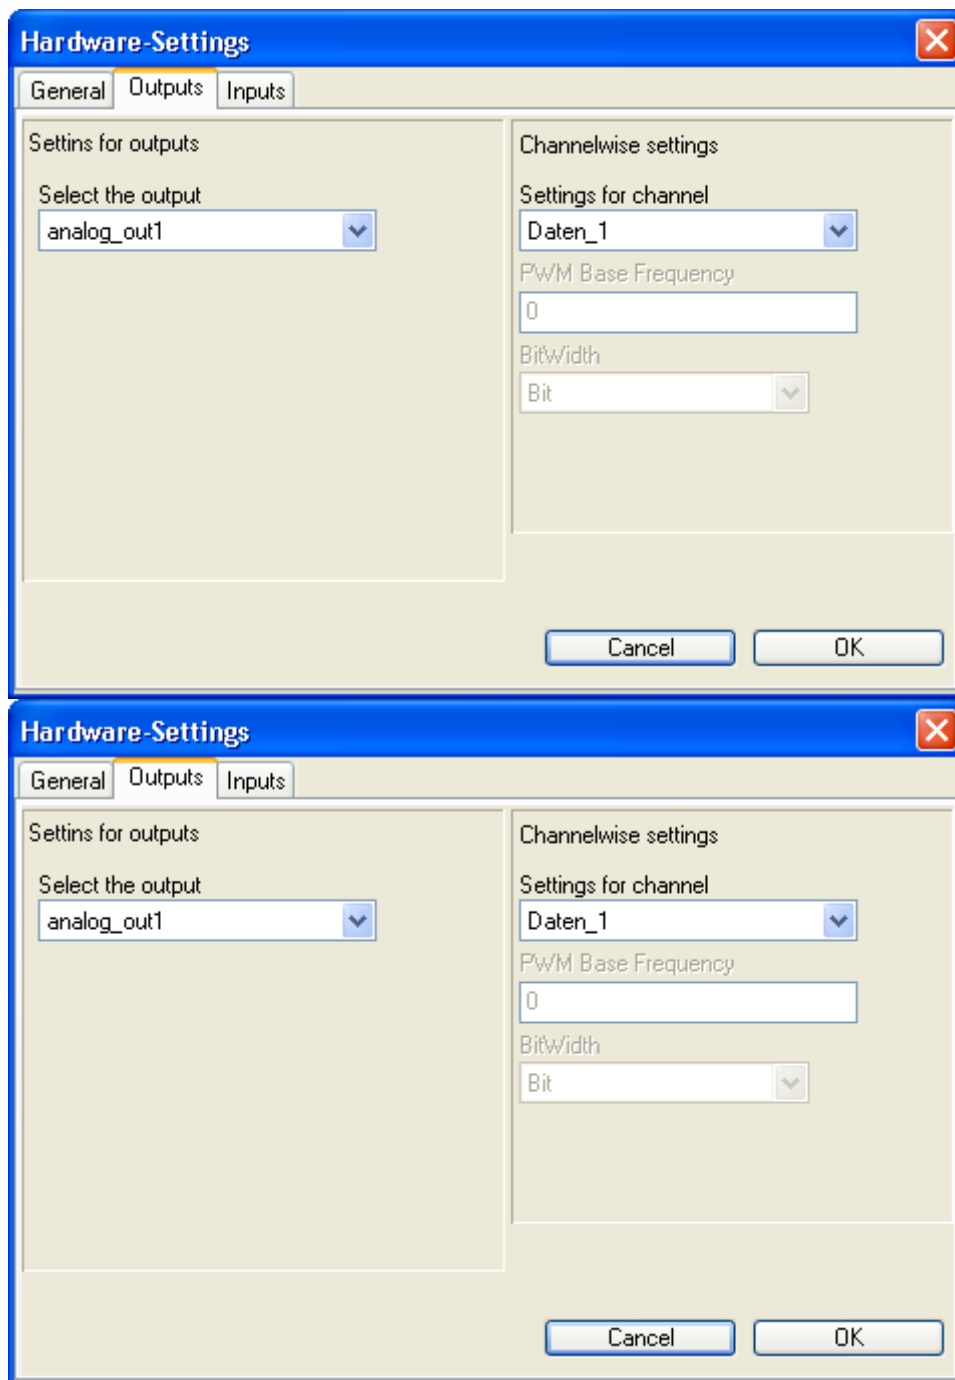 Hardware-Settings
General Outputs Inputs
Settins for outputs
Select the output
analog_out1
Channelwise settings
Settings for channel
Daten_1
PWM Base Frequency
0
BitWidth
Bit
Cancel OK
Hardware-Settings
General Outputs Inputs
Settins for outputs
Select the output
analog_out1
Channelwise settings
Settings for channel
Daten_1
PWM Base Frequency
0
BitWidth
Bit
Cancel OK